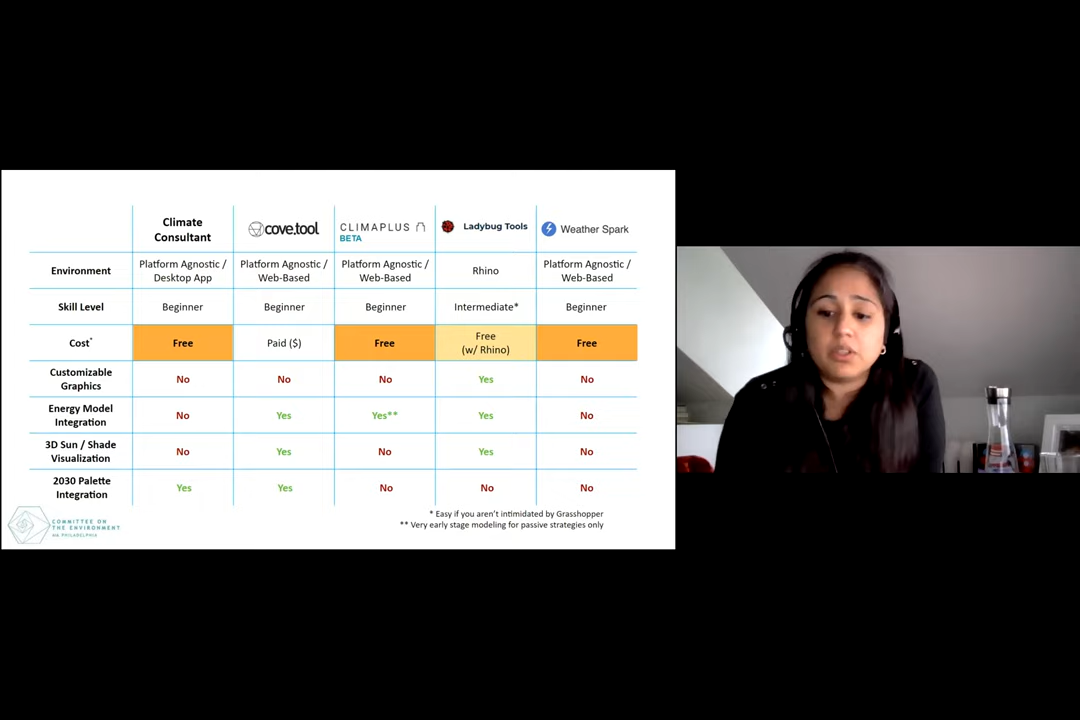 Climate
Consultant
cove.tool
CLIMAPLUS
BETA
Ladybug Tools
Weather Spark
Environment
Platform Agnostic /
Desktop App
Platform Agnostic /
Web-Based
Platform Agnostic /
Web-Based
Rhino
Platform Agnostic /
Web-Based
Skill Level
Beginner
Beginner
Beginner
Intermediate*
Beginner
Cost*
Free
Paid ($)
Free
Free
(w/ Rhino)
Free
Customizable
Graphics
No
No
No
Yes
No
Energy Model
Integration
No
Yes
Yes**
Yes
No
3D Sun / Shade
Visualization
No
Yes
No
Yes
No
2030 Palette
Integration
Yes
Yes
No
No
No
* Easy if you aren't intimidated by Grasshopper
** Very early stage modeling for passive strategies only
COMMITTEE ON
THE ENVIRONMENT
AIA PHILADELPHIA